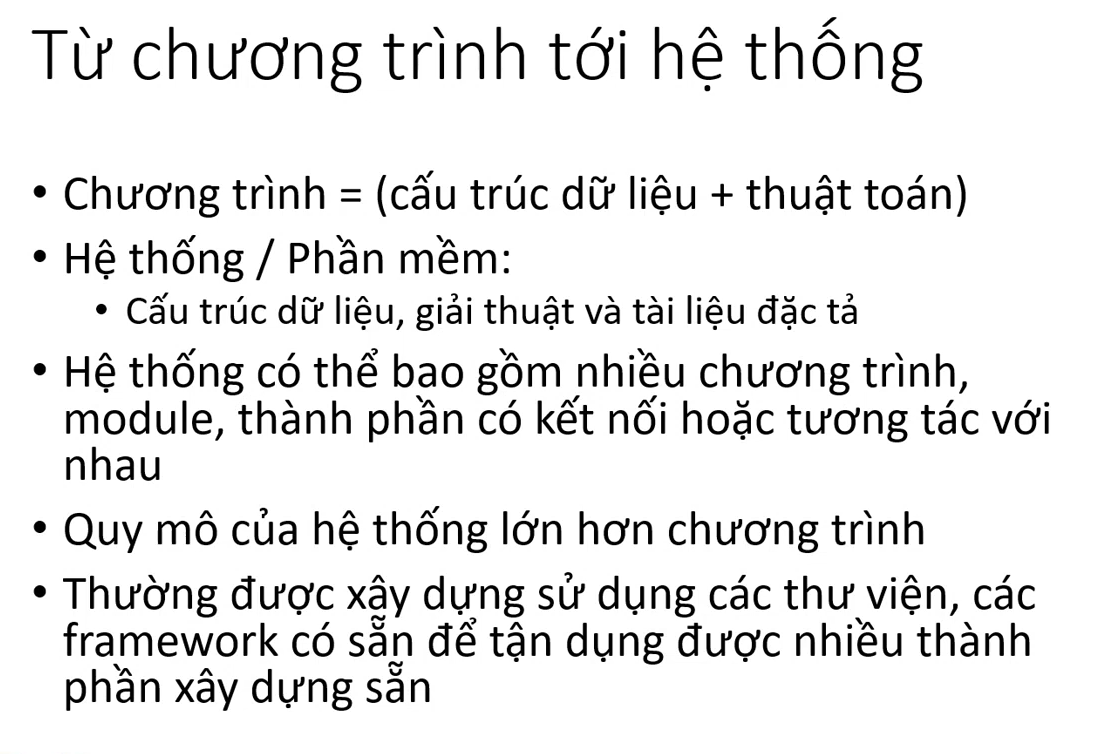 Từ chương trình tới hệ thống
• Chương trình = (cấu trúc dữ liệu + thuật toán)
• Hệ thống / Phần mềm:
• Cấu trúc dữ liệu, giải thuật và tài liệu đặc tả
• Hệ thống có thể bao gồm nhiều chương trình,
module, thành phần có kết nối hoặc tương tác với
nhau
• Quy mô của hệ thống lớn hơn chương trình
• Thường được xây dựng sử dụng các thư viện, các
framework có sẵn để tận dụng được nhiều thành
phần xây dựng sẵn